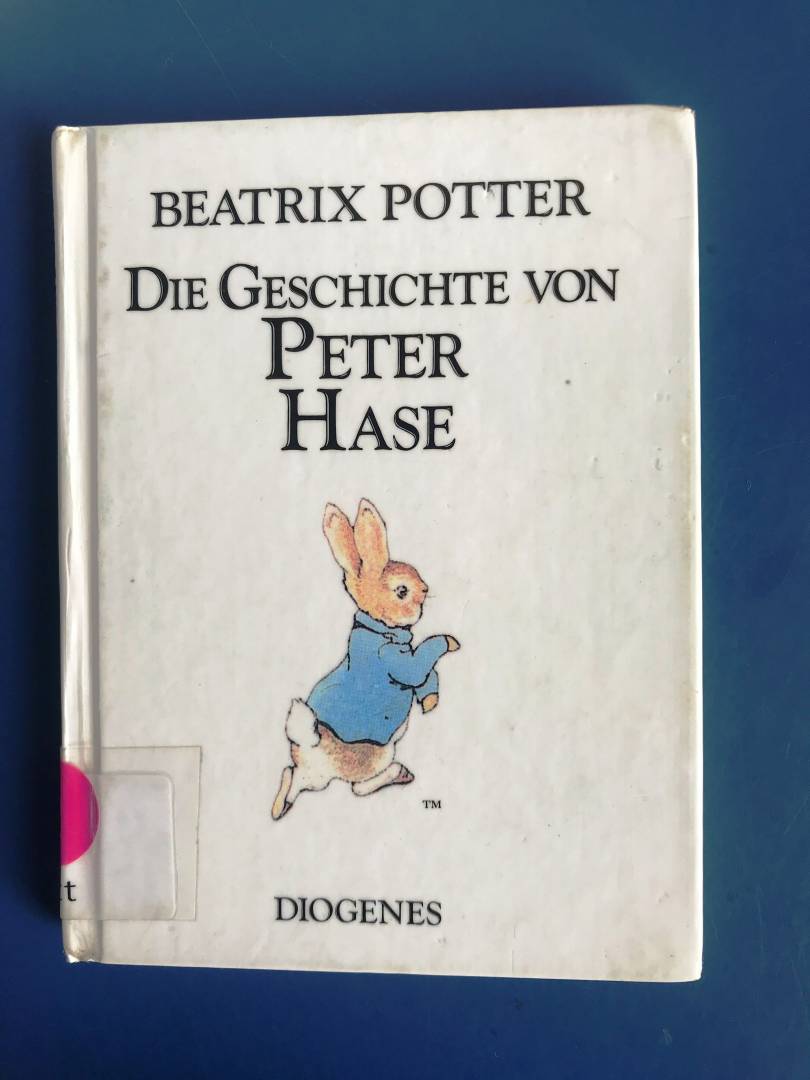 BEATRIX POTTER
DIE GESCHICHTE VON
PETER
HASE
TM
DIOGENES